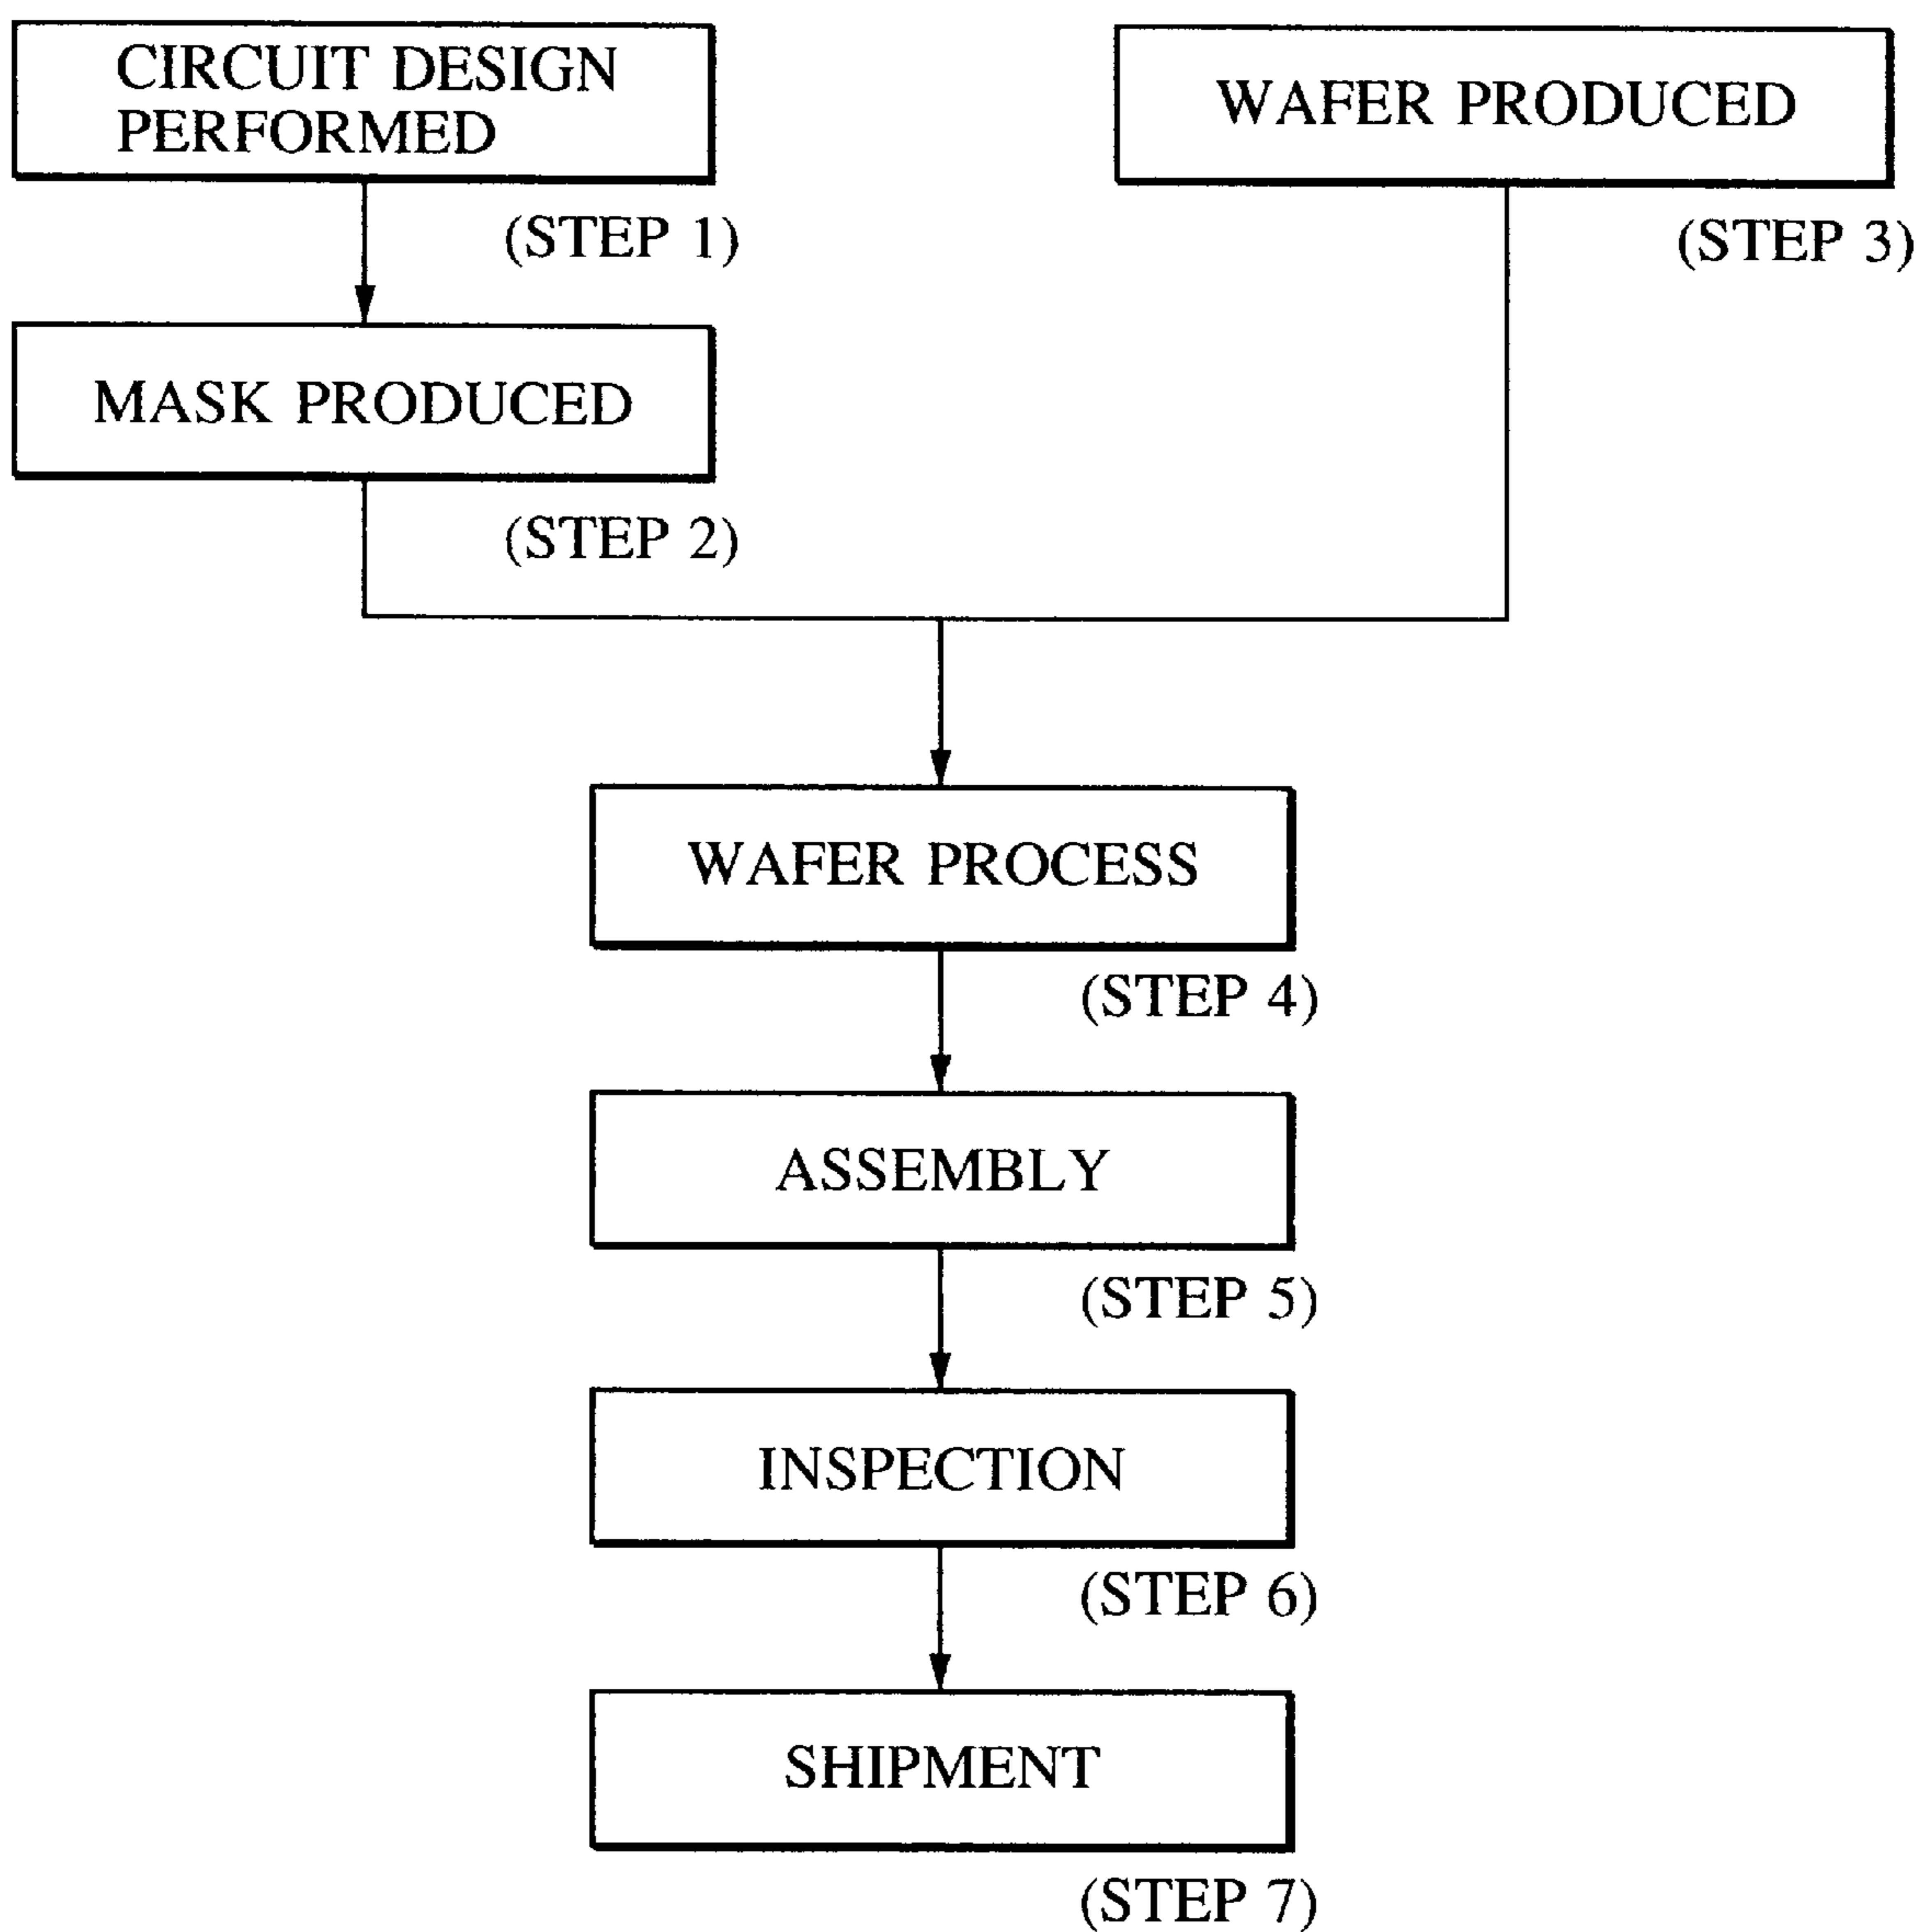 CIRCUIT DESIGN
PERFORMED
(STEP 1)
WAFER PRODUCED
(STEP 3)
MASK PRODUCED
(STEP 2)
WAFER PROCESS
(STEP 4)
ASSEMBLY
(STEP 5)
INSPECTION
(STEP 6)
SHIPMENT
(STEP 7)